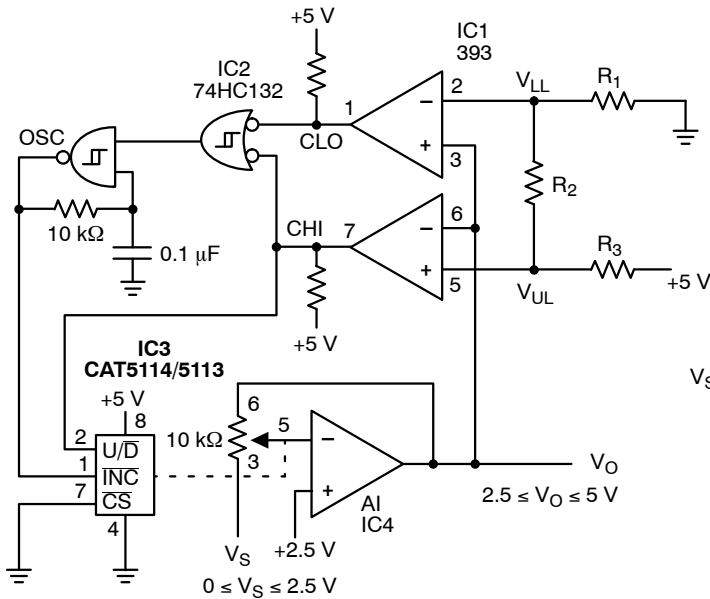 +5 V
IC1
393
IC2
74HC132
2
V_LL
R₁
1
−
OSC
CLO
+
3
R₂
10 kΩ
CHI
7
6
−
0.1 μF
+
5
R₃
V_UL
+5 V
+5 V
IC3
CAT5114/5113
V_S
+5 V
8
6
5
2
U/D̅
10 kΩ
−
1
I̅N̅C̅
3
V_O
7
C̅S̅
+
AI
IC4
2.5 ≤ V_O ≤ 5 V
4
V_S
+2.5 V
0 ≤ V_S ≤ 2.5 V